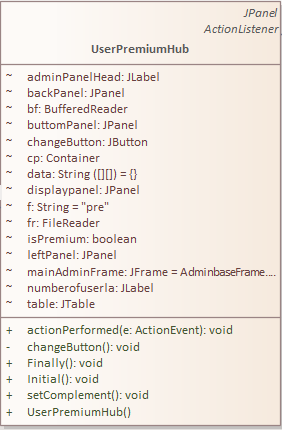 JPanel
ActionListener
UserPremiumHub
~ adminPanelHead: JLabel
~ backPanel: JPanel
~ bf: BufferedReader
~ buttomPanel: JPanel
~ changeButton: JButton
~ cp: Container
~ data: String ([][]) = {}
~ displaypanel: JPanel
~ f: String = "pre"
~ fr: FileReader
~ isPremium: boolean
~ leftPanel: JPanel
~ mainAdminFrame: JFrame = AdminbaseFrame....
~ numberofuserla: JLabel
~ table: JTable
+ actionPerformed(e: ActionEvent): void
- changeButton(): void
+ Finally(): void
+ Initial(): void
+ setComplement(): void
+ UserPremiumHub()